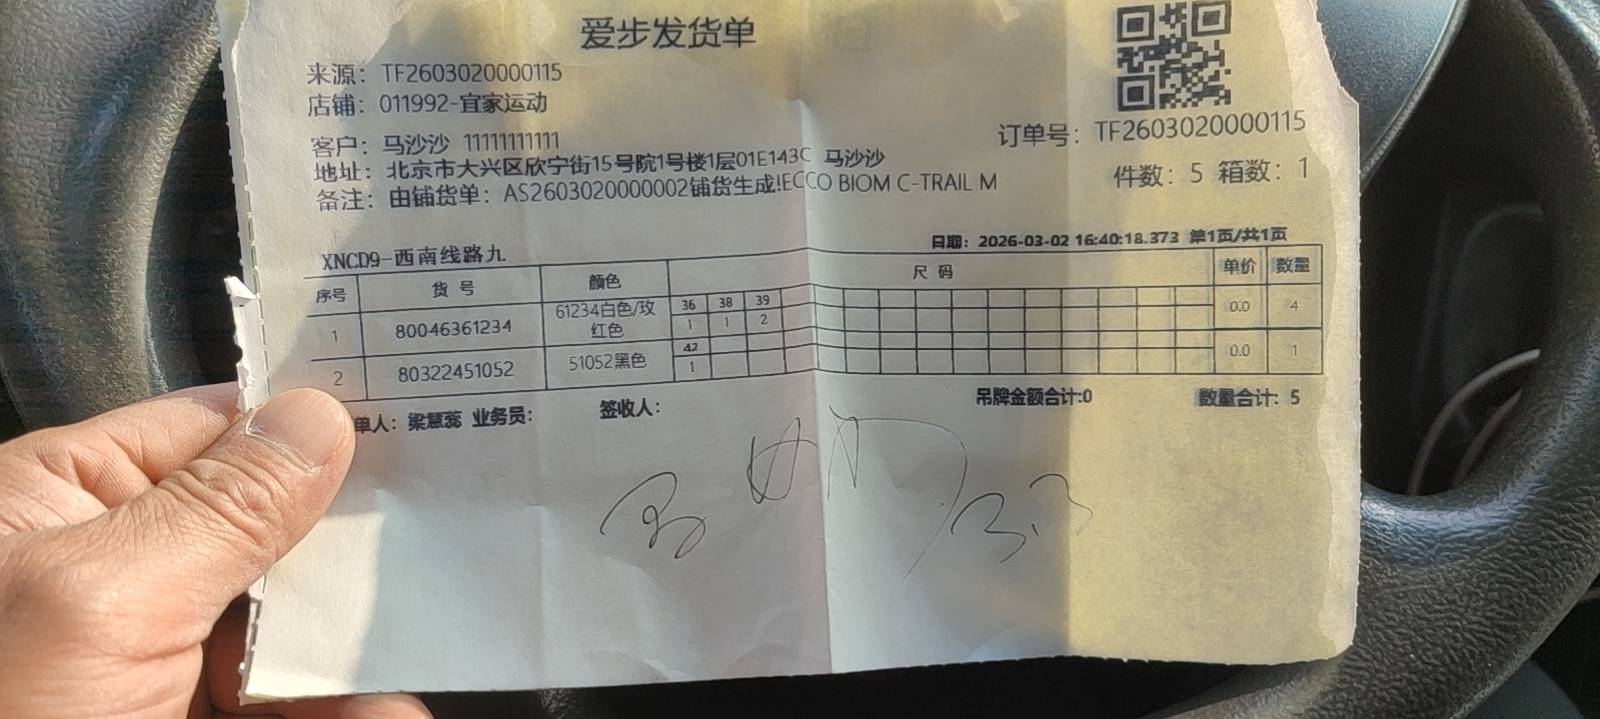 爱步发货单
来源：TF2603020000115
店铺：011992-宜家运动
客户：马沙沙 11111111111
订单号：TF2603020000115
地址：北京市大兴区欣宁街15号院1号楼1层01E143C 马沙沙
件数：5 箱数：1
备注：由铺货单：AS2603020000002铺货生成!ECCO BIOM C-TRAIL M
XNCD9-西南线路九
日期：2026-03-02 16:40:18.373 第1页/共1页
序号 货号 颜色 尺码 单价 数量
36 38 39
1 80046361234 61234白色/玫红色 1 1 2 0.0 4
42
2 80322451052 51052黑色 1 0.0 1
单人：梁慧蕊 业务员： 签收人： 吊牌金额合计:0 数量合计：5
3.3